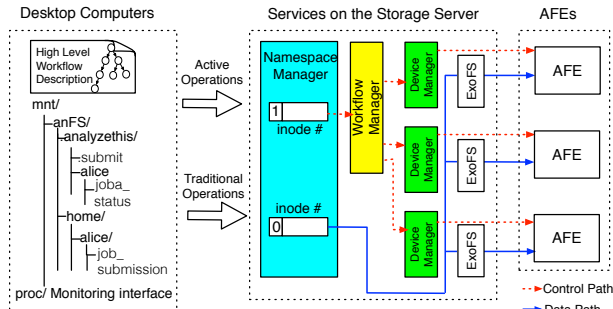 Desktop Computers
Services on the Storage Server
AFEs
High Level
Workflow
Description
mnt/
anFS/
analyzethis/
submit
alice
joba_
status
home/
alice/
job_
submission
proc/ Monitoring interface
Active
Operations
Traditional
Operations
Namespace
Manager
1
inode #
inode #
0
Workflow
Manager
Device
Manager
Device
Manager
Device
Manager
ExoFS
ExoFS
ExoFS
AFE
AFE
AFE
Control Path
Data Path